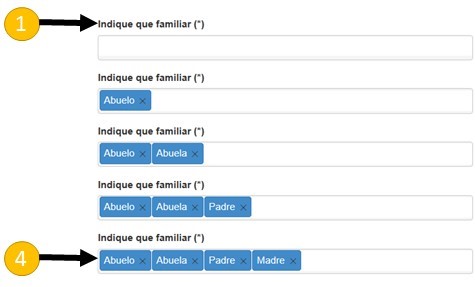 1
Indique que familiar (*)
Indique que familiar (*)
Abuelo ×
Indique que familiar (*)
Abuelo × Abuela ×
Indique que familiar (*)
Abuelo × Abuela × Padre ×
Indique que familiar (*)
4
Abuelo × Abuela × Padre × Madre ×